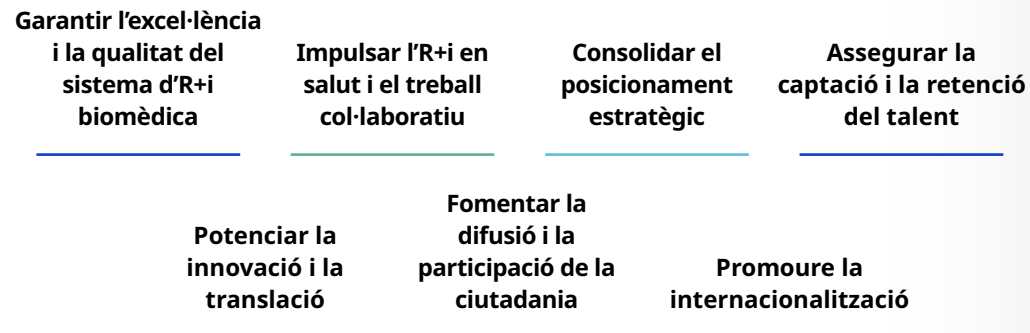 Garantir l'excel·lència
i la qualitat del
sistema d'R+i
biomèdica
Impulsar l'R+i en
salut i el treball
col·laboratiu
Consolidar el
posicionament
estratègic
Assegurar la
captació i la retenció
del talent
Potenciar la
innovació i la
translació
Fomentar la
difusió i la
participació de la
ciutadania
Promoure la
internacionalització